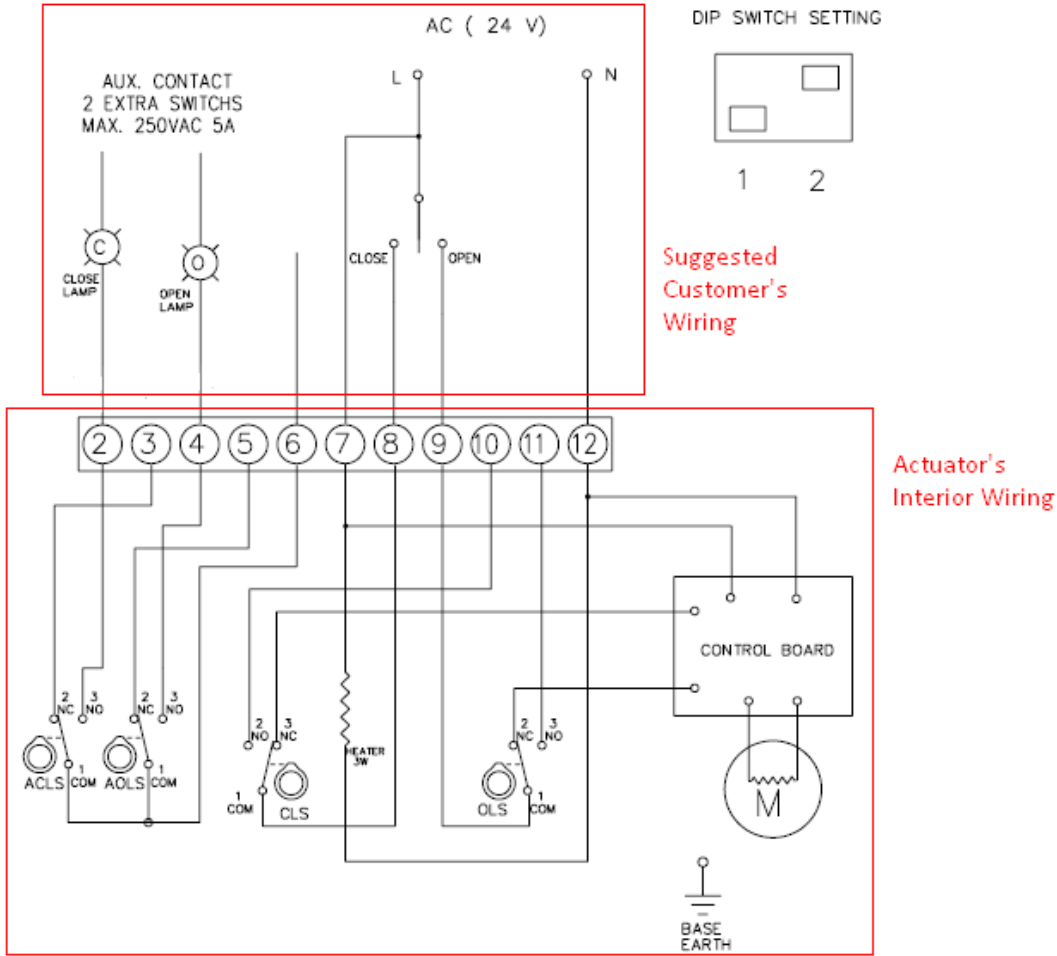 AC ( 24 V)
DIP SWITCH SETTING
AUX. CONTACT
2 EXTRA SWITCHS
MAX. 250VAC 5A
L
N
1 2
C
CLOSE
LAMP
O
OPEN
LAMP
CLOSE
OPEN
Suggested
Customer's
Wiring
2 3 4 5 6 7 8 9 10 11 12
Actuator's
Interior Wiring
CONTROL BOARD
2
NC
3
NO
1
COM
ACLS
2
NC
3
NO
1
COM
AOLS
2
NO
3
NC
1
COM
CLS
HEATER
3W
2
NC
3
NO
1
COM
OLS
M
BASE
EARTH